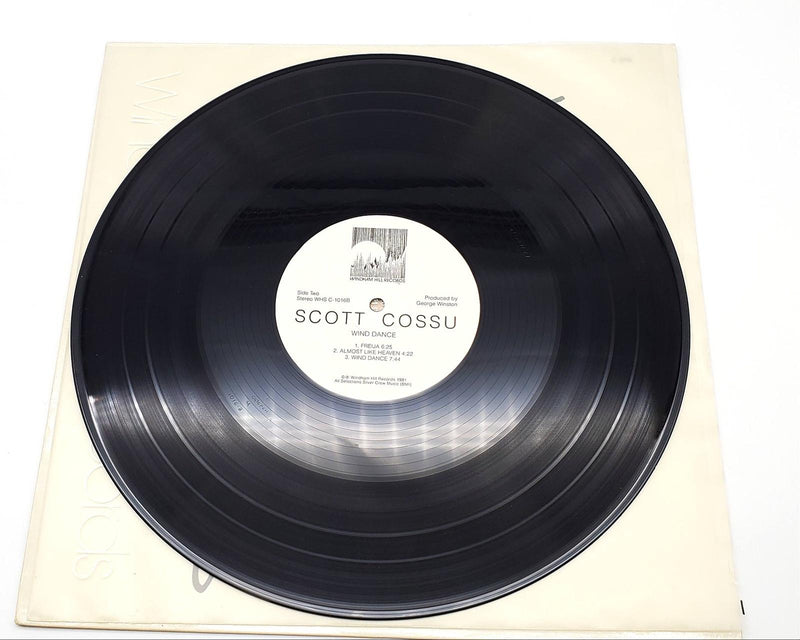 WINDHAM HILL RECORDS
Side Two
Stereo WHS C-1016B
Produced by
George Winston
SCOTT COSSU
WIND DANCE
1. FREIJA 6:25
2. ALMOST LIKE HEAVEN 4:22
3. WIND DANCE 7:44
©℗ Windham Hill Records 1981
All Selections Silver Crow Music (BMI)